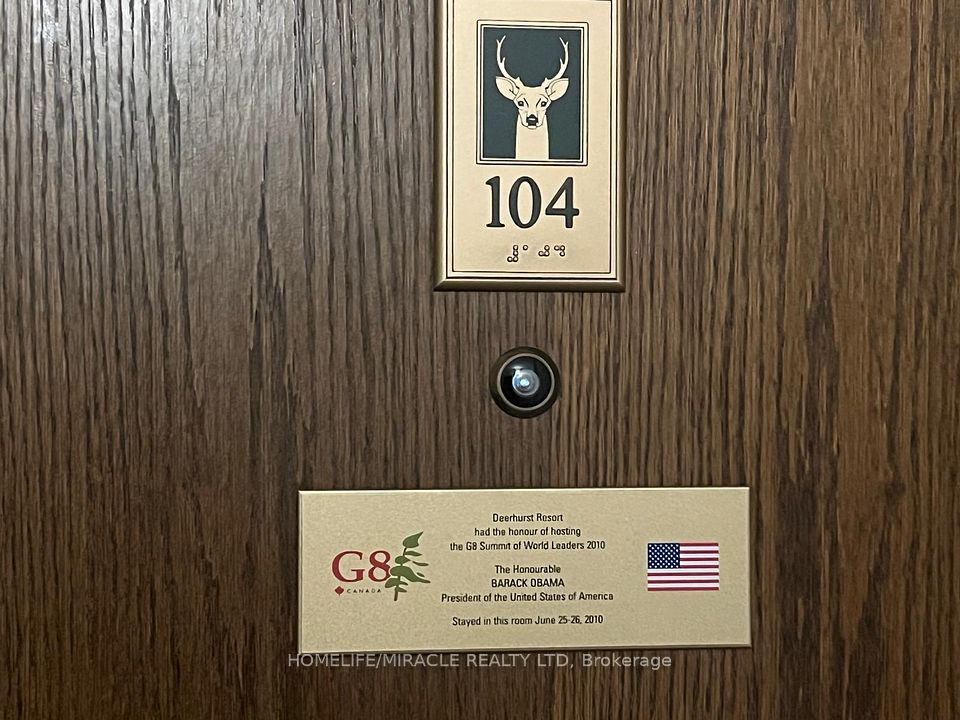 104
Deerhurst Resort
had the honour of hosting
the G8 Summit of World Leaders 2010
G8
CANADA
The Honourable
BARACK OBAMA
President of the United States of America
Stayed in this room June 25-26, 2010
HOMELIFE/MIRACLE REALTY LTD, Brokerage